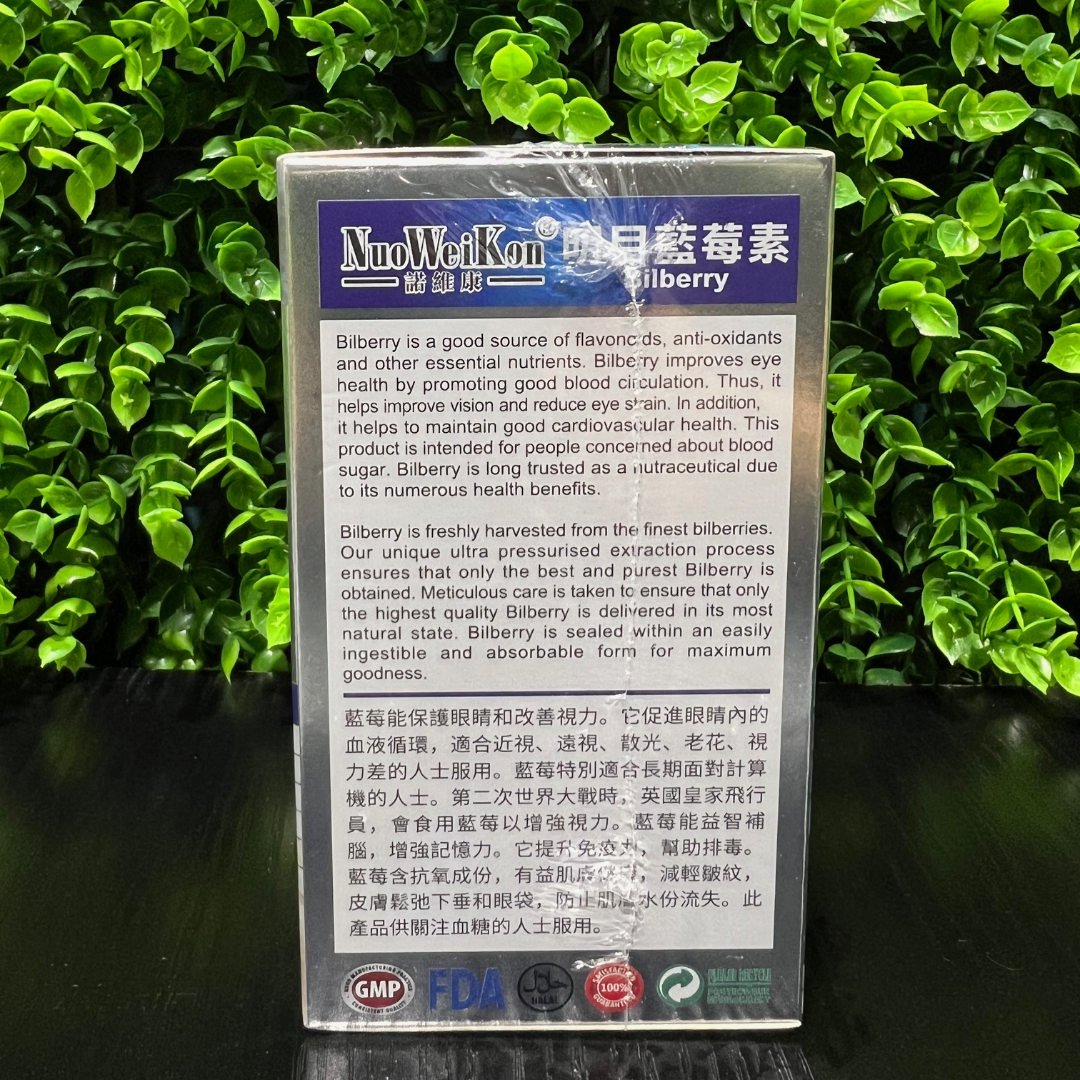 NuoWeiKon® 明目藍莓素
諾維康 Bilberry
Bilberry is a good source of flavonoids, anti-oxidants
and other essential nutrients. Bilberry improves eye
health by promoting good blood circulation. Thus, it
helps improve vision and reduce eye strain. In addition,
it helps to maintain good cardiovascular health. This
product is intended for people concerned about blood
sugar. Bilberry is long trusted as a nutraceutical due
to its numerous health benefits.
Bilberry is freshly harvested from the finest bilberries.
Our unique ultra pressurised extraction process
ensures that only the best and purest Bilberry is
obtained. Meticulous care is taken to ensure that only
the highest quality Bilberry is delivered in its most
natural state. Bilberry is sealed within an easily
ingestible and absorbable form for maximum
goodness.
藍莓能保護眼睛和改善視力。它促進眼睛內的
血液循環，適合近視、遠視、散光、老花、視
力差的人士服用。藍莓特別適合長期面對計算
機的人士。第二次世界大戰時，英國皇家飛行
員，會食用藍莓以增強視力。藍莓能益智補
腦，增強記憶力。它提升免疫力，幫助排毒。
藍莓含抗氧成份，有益肌膚，減輕皺紋，
皮膚鬆弛下垂和眼袋，防止肌膚水份流失。此
產品供關注血糖的人士服用。
GOOD MANUFACTURING PRACTICE
GMP
CONSISTENT QUALITY
FDA
حلال
HALAL
SATISFACTION
100%
GUARANTEE